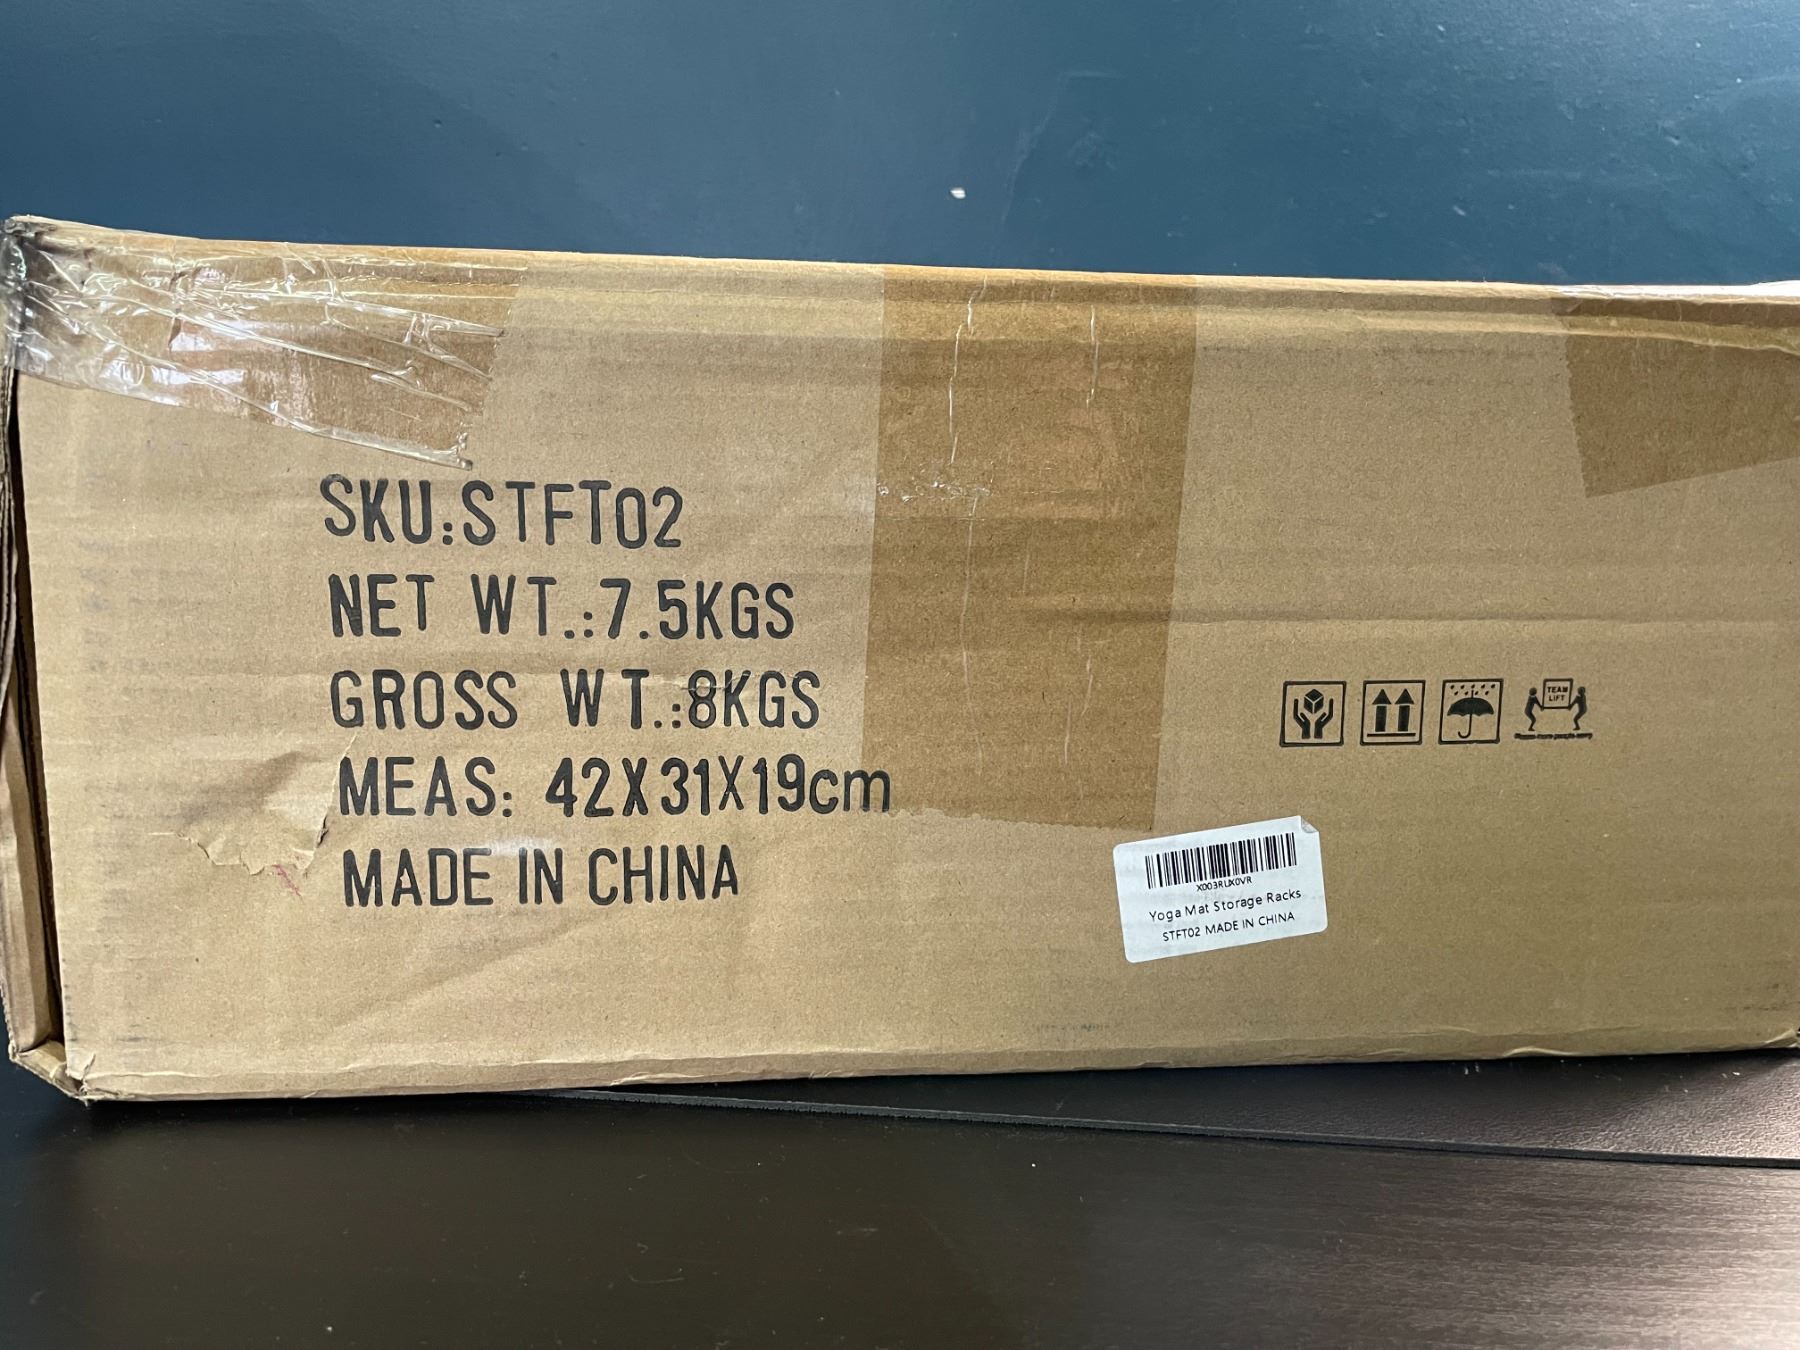 SKU:STFT02
NET WT.:7.5KGS
GROSS WT.:8KGS
MEAS: 42X31X19cm
MADE IN CHINA
TEAM
LIFT
X003RUX0VR
Yoga Mat Storage Racks
STFT02 MADE IN CHINA